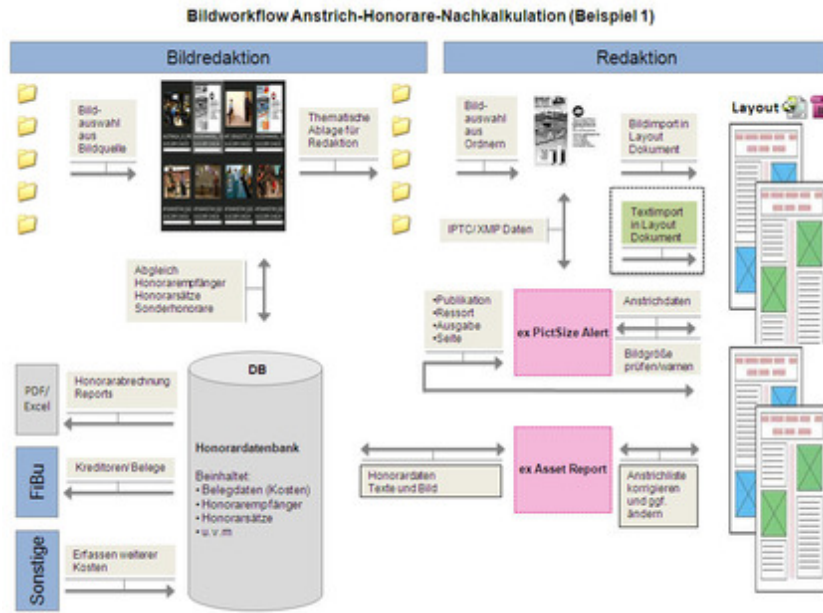 Bildworkflow Anstrich-Honorare-Nachkalkulation (Beispiel 1)
Bildredaktion
Redaktion
Bild-
auswahl
aus
Bildquelle
Thematische
Ablage für
Redaktion
Bild-
auswahl
aus
Ordnern
Bildimport in
Layout
Dokument
Layout
Textimport
in Layout
Dokument
IPTC/XMP Daten
Abgleich
Honorarempfänger
Honorarsätze
Sonderhonorare
•Publikation
•Ressort
•Ausgabe
•Seite
ex PictSize Alert
Anstrichdaten
Bildgröße
prüfen/warnen
DB
PDF/
Excel
Honorarabrechnung
Reports
Honorardatenbank
Beinhaltet:
• Belegdaten (Kosten)
• Honorarempfänger
• Honorarsätze
• u.v.m
FiBu
Kreditoren/Belege
Honorardaten
Texte und Bild
ex Asset Report
Anstrichliste
korrigieren
und ggf.
ändern
Sonstige
Erfassen weiterer
Kosten